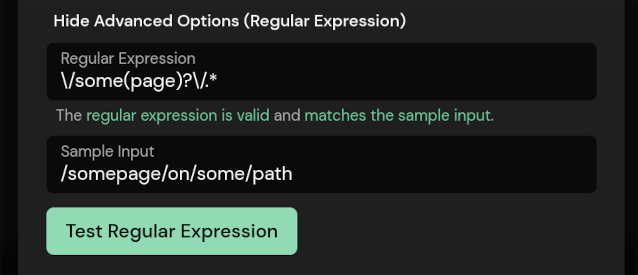 Hide Advanced Options (Regular Expression)
Regular Expression
\/some(page)?\/.*
The regular expression is valid and matches the sample input.
Sample Input
/somepage/on/some/path
Test Regular Expression